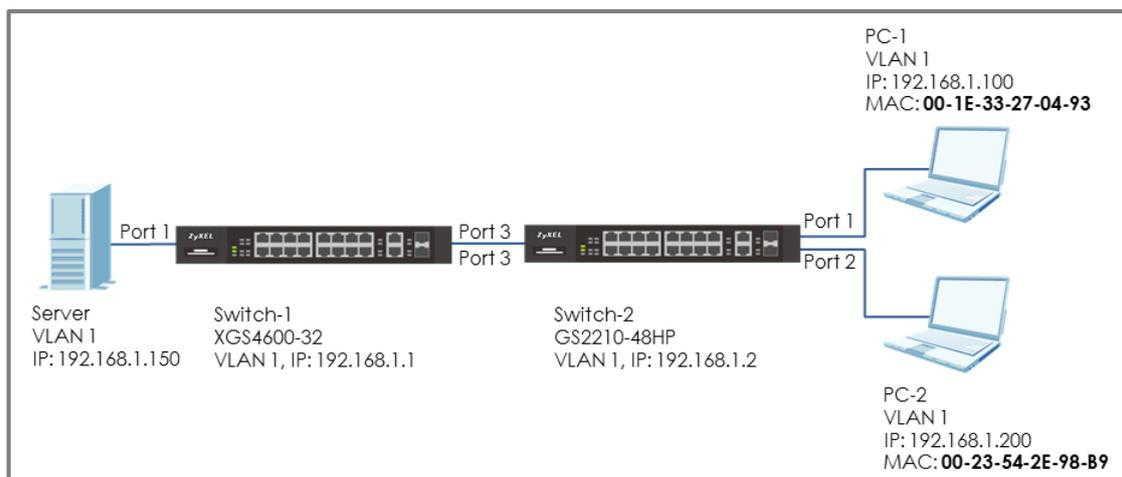 PC-1
VLAN 1
IP: 192.168.1.100
MAC: 00-1E-33-27-04-93
Port 1
ZyXEL
Port 3
Port 3
ZyXEL
Port 1
Port 2
Server
VLAN 1
IP: 192.168.1.150
Switch-1
XGS4600-32
VLAN 1, IP: 192.168.1.1
Switch-2
GS2210-48HP
VLAN 1, IP: 192.168.1.2
PC-2
VLAN 1
IP: 192.168.1.200
MAC: 00-23-54-2E-98-B9